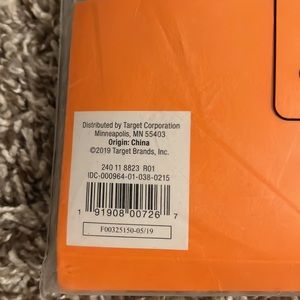 Distributed by Target Corporation
Minneapolis, MN 55403
Origin: China
©2019 Target Brands, Inc.
240 11 8823 R01
IDC-000964-01-038-0215
1 91908 00726 7
F00325150-05/19